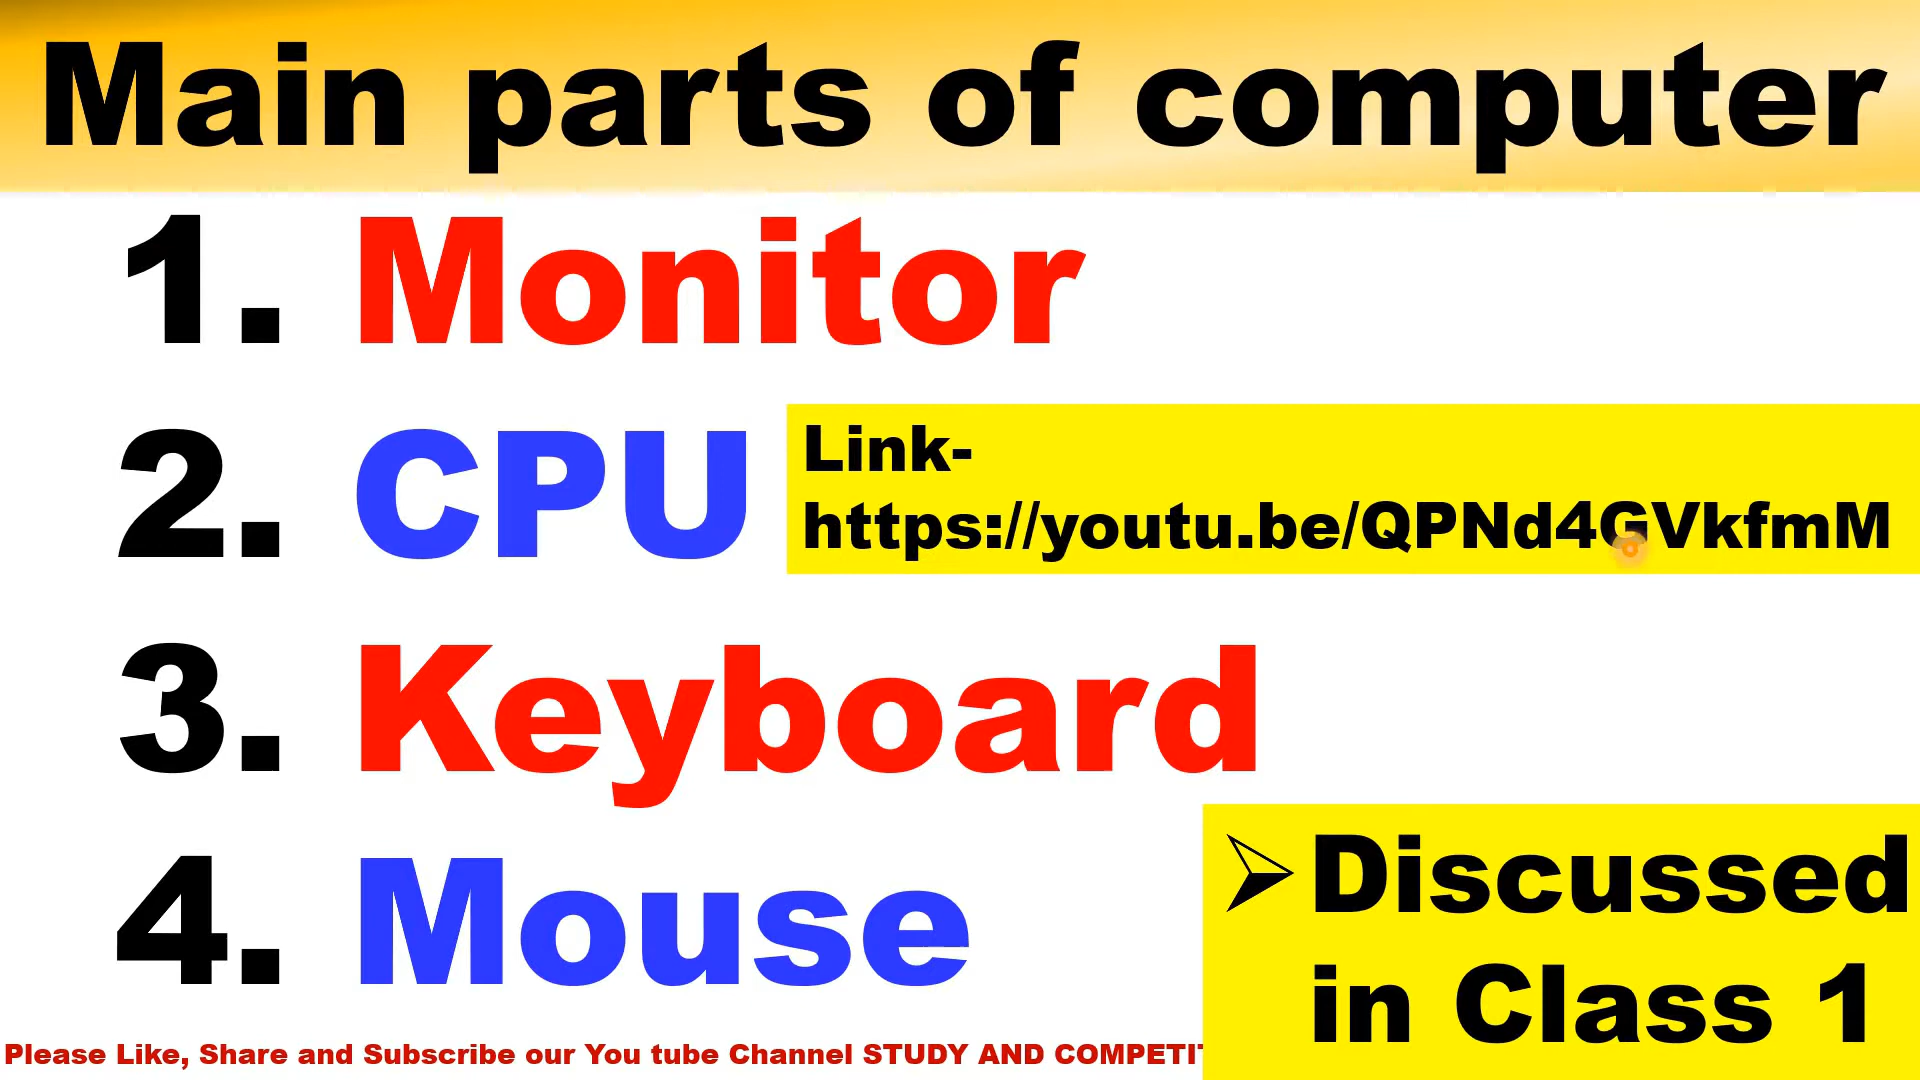 Main parts of computer
1. Monitor
2. CPU
Link-
https://youtu.be/QPNd4GVkfmM
3. Keyboard
4. Mouse
Discussed
in Class 1
Please Like, Share and Subscribe our You tube Channel STUDY AND